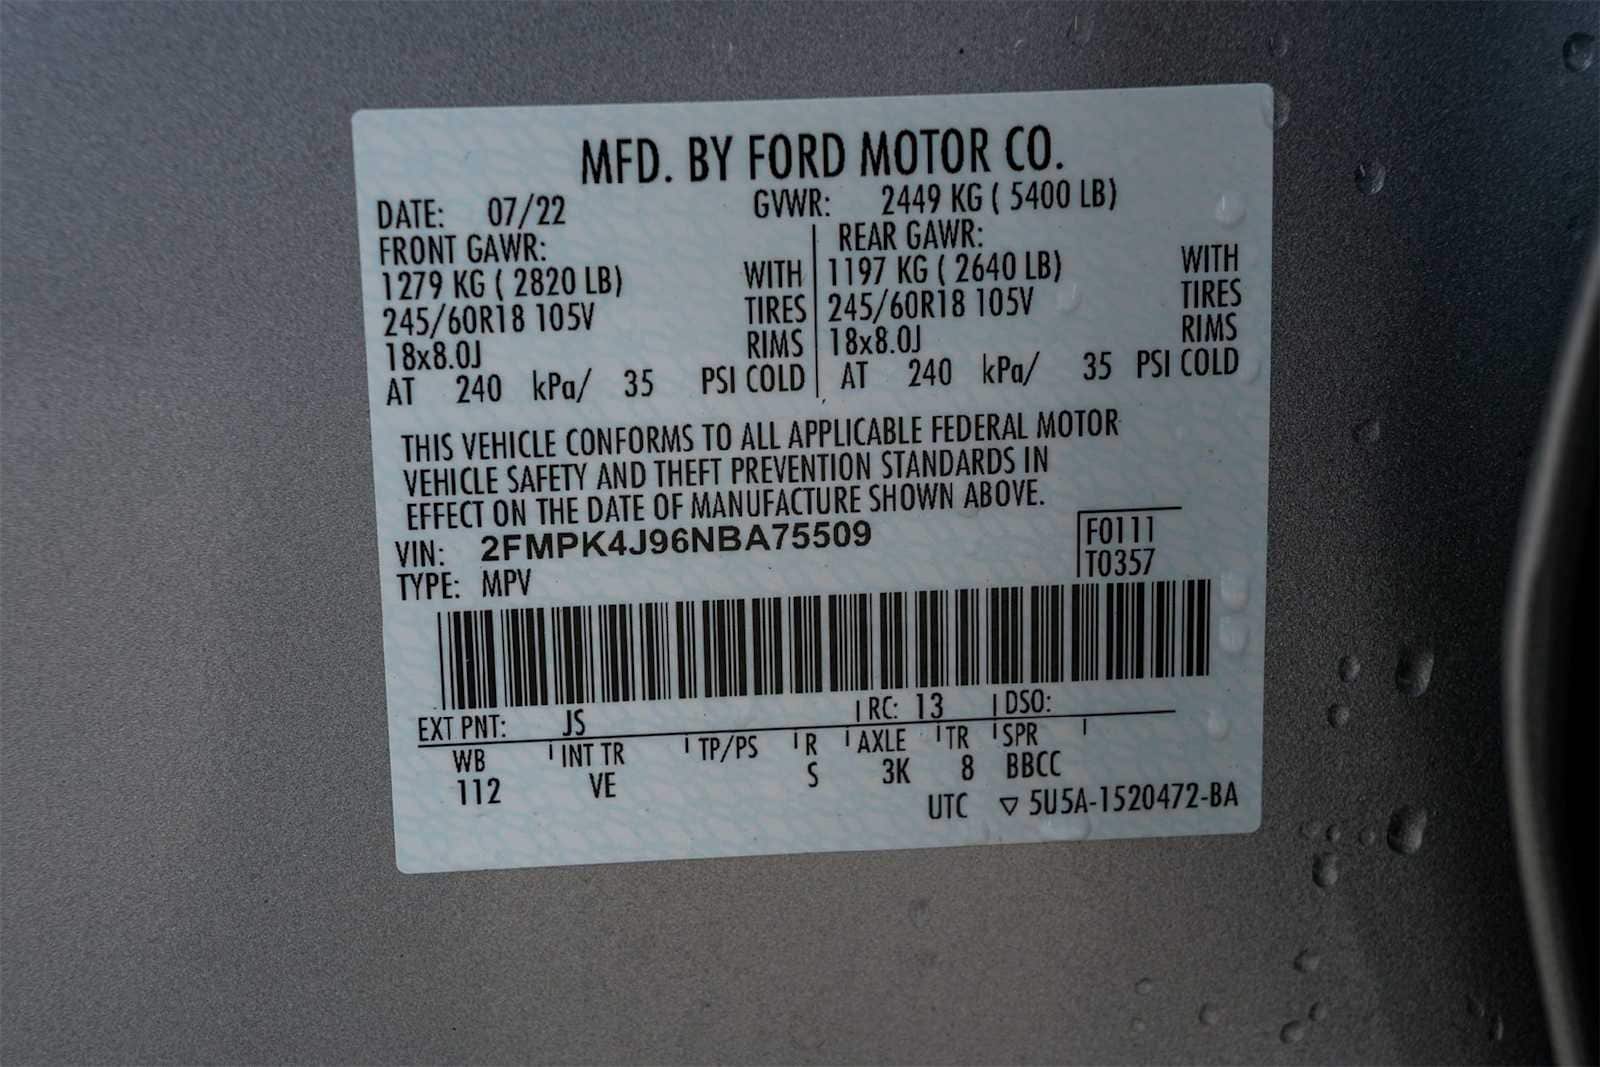 MFD. BY FORD MOTOR CO.
DATE: 07/22 GVWR: 2449 KG ( 5400 LB)
FRONT GAWR: REAR GAWR:
1279 KG ( 2820 LB) WITH 1197 KG ( 2640 LB) WITH
245/60R18 105V TIRES 245/60R18 105V TIRES
18x8.0J RIMS 18x8.0J RIMS
AT 240 kPa/ 35 PSI COLD AT 240 kPa/ 35 PSI COLD
THIS VEHICLE CONFORMS TO ALL APPLICABLE FEDERAL MOTOR
VEHICLE SAFETY AND THEFT PREVENTION STANDARDS IN
EFFECT ON THE DATE OF MANUFACTURE SHOWN ABOVE.
VIN: 2FMPK4J96NBA75509 F0111
TYPE: MPV T0357
EXT PNT: JS RC: 13 DSO:
WB INT TR TP/PS R AXLE TR SPR
112 VE S 3K 8 BBCC
UTC ▽ 5U5A-1520472-BA